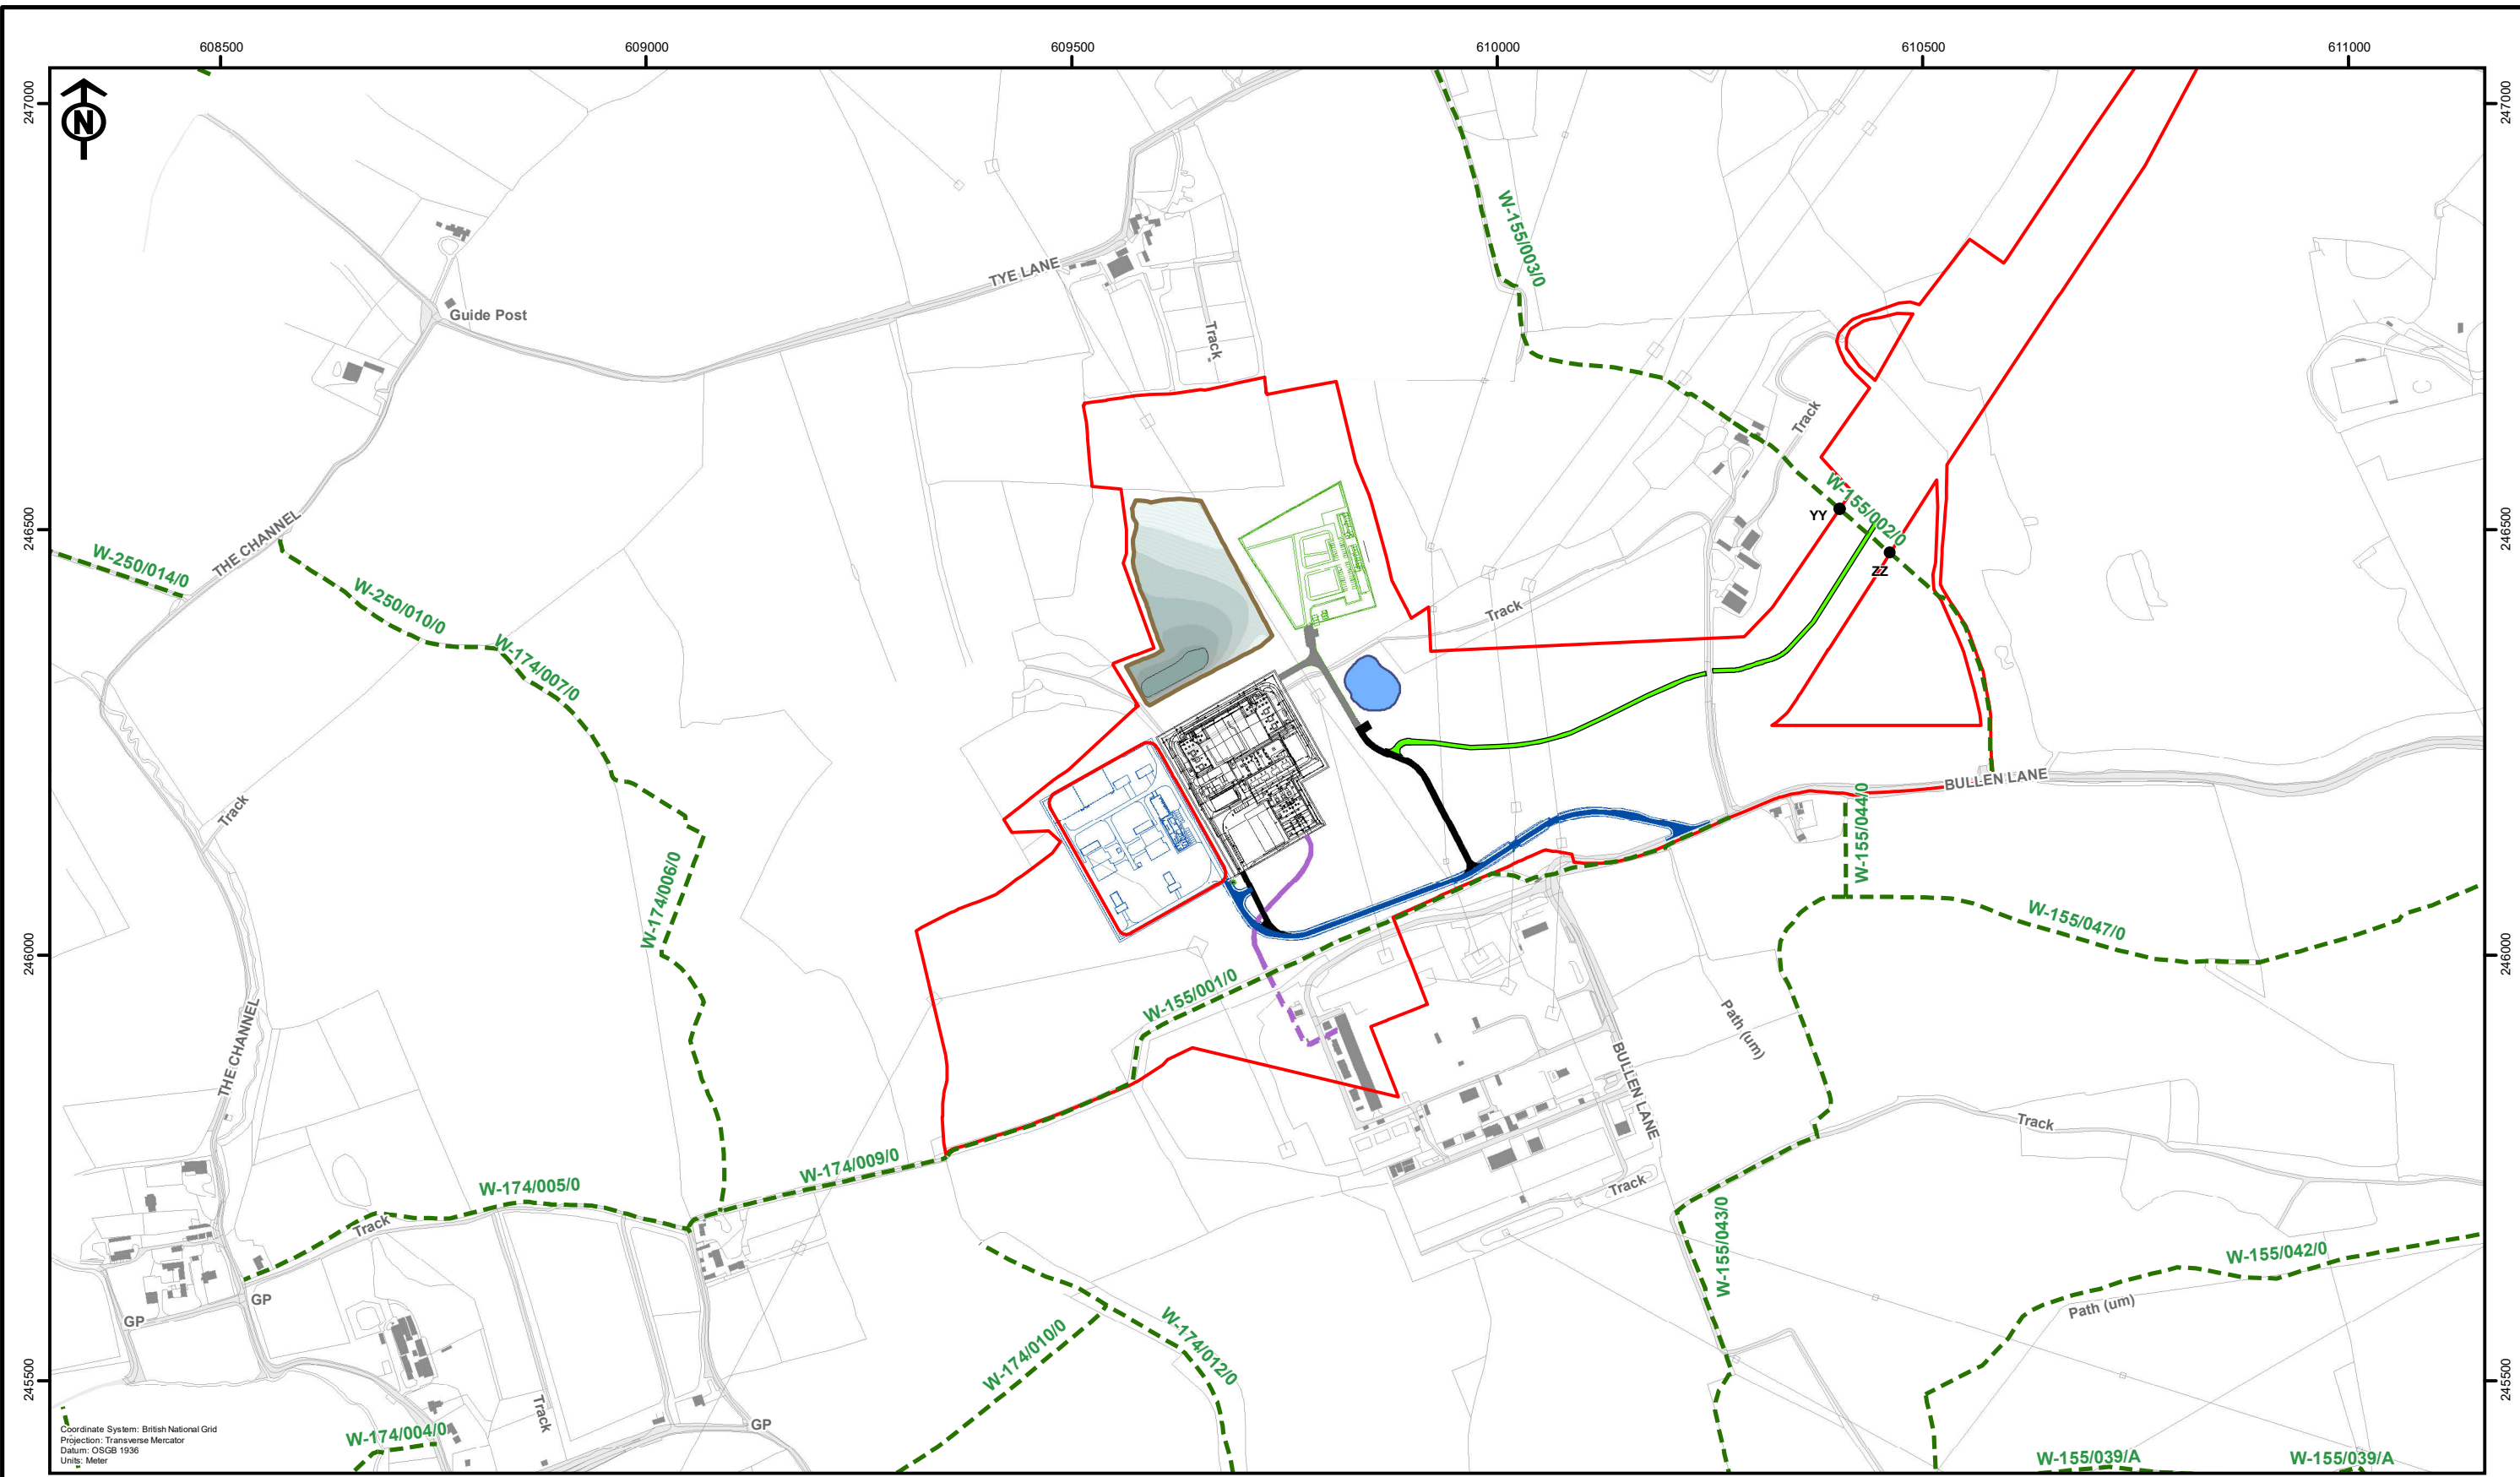 608500
609000
609500
610000
610500
611000
247000
247000
N
W-155/003/0
TYE LANE
Guide Post
Track
Track
W-155/002/0
YY
246500
246500
THE CHANNEL
W-250/014/0
ZZ
W-250/010/0
Track
W-174/007/0
BULLEN LANE
Track
W-155/044/0
W-174/006/0
W-155/047/0
246000
246000
W-155/001/0
THE CHANNEL
Path (um)
BULLEN LANE
Track
W-174/009/0
W-174/005/0
Track
Track
W-155/043/0
W-155/042/0
GP
GP
Path (um)
W-174/010/0
W-174/012/0
245500
245500
Track
GP
Coordinate System: British National Grid
Projection: Transverse Mercator
Datum: OSGB 1936
Units: Meter
W-174/004/0
W-155/039/A
W-155/039/A